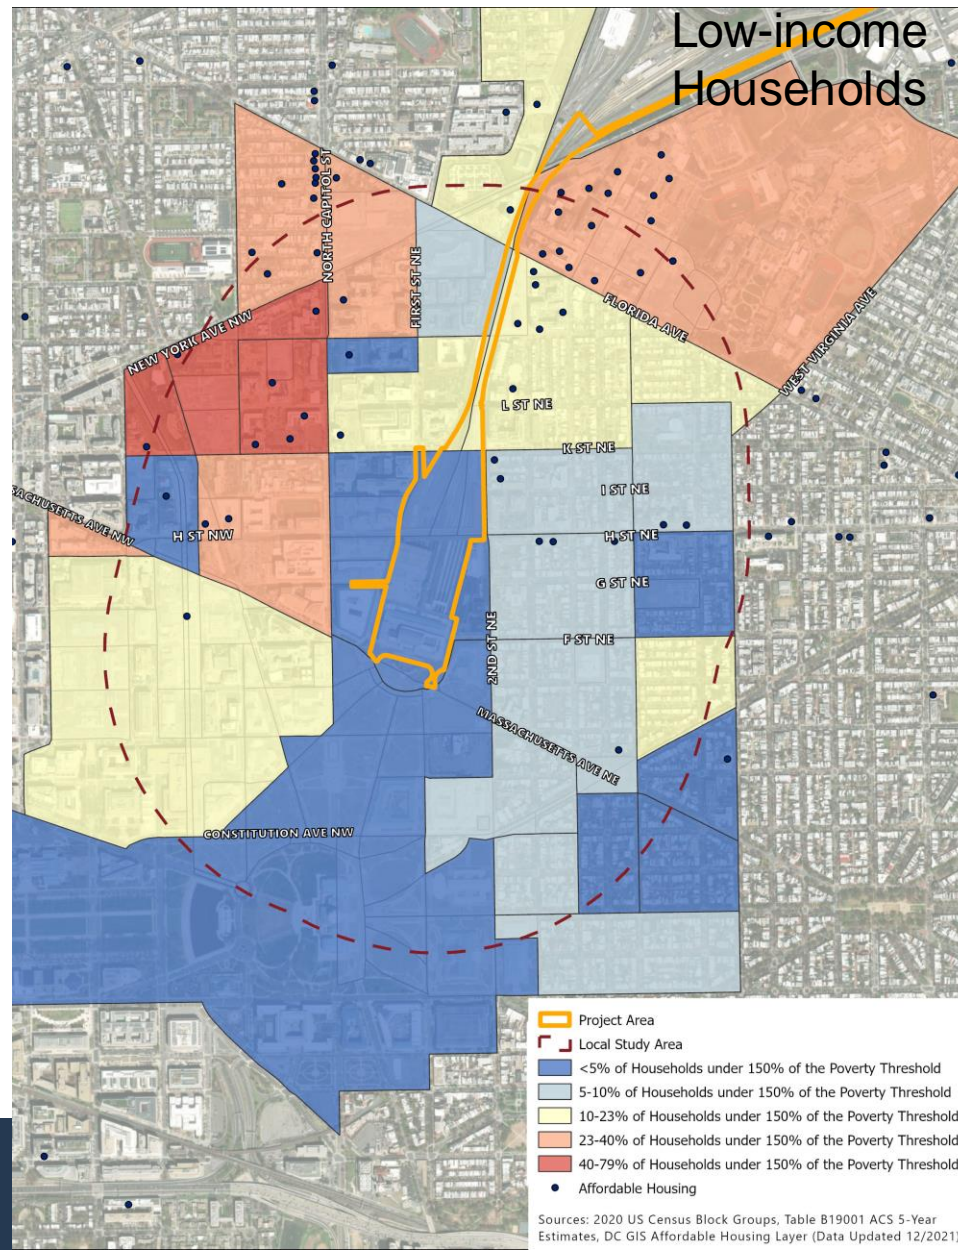 Low-income
Households
NORTH CAPITOL ST
FIRST ST NE
NEW YORK AVE NW
FLORIDA AVE
WEST VIRGINIA AVE
L ST NE
K ST NE
I ST NE
SACHUSETTS AVE NW
H ST NW
H ST NE
G ST NE
F ST NE
2ND ST NE
MASSACHUSETTS AVE NE
CONSTITUTION AVE NW
Project Area
Local Study Area
<5% of Households under 150% of the Poverty Threshold
5-10% of Households under 150% of the Poverty Threshold
10-23% of Households under 150% of the Poverty Threshold
23-40% of Households under 150% of the Poverty Threshold
40-79% of Households under 150% of the Poverty Threshold
Affordable Housing
Sources: 2020 US Census Block Groups, Table B19001 ACS 5-Year
Estimates, DC GIS Affordable Housing Layer (Data Updated 12/2021)